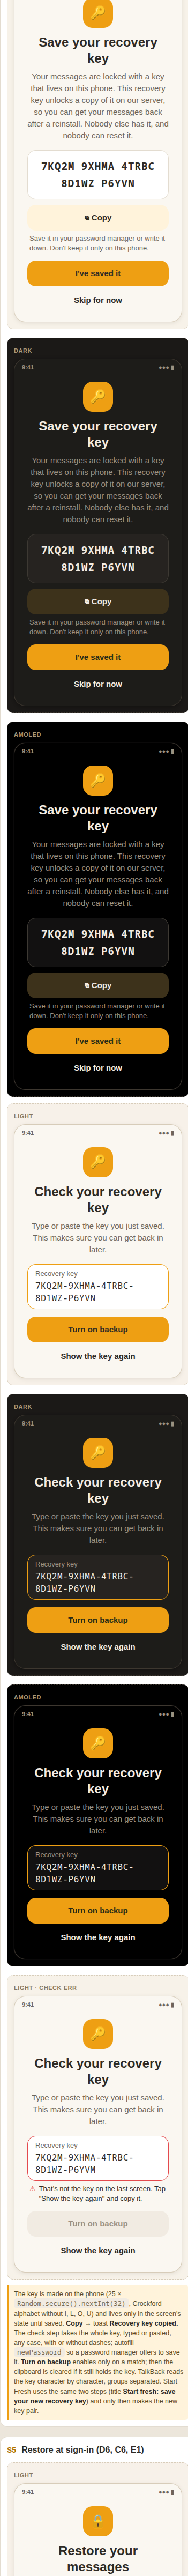 Save your recovery
key
Your messages are locked with a key
that lives on this phone. This recovery
key unlocks a copy of it on our server,
so you can get your messages back
after a reinstall. Nobody else has it, and
nobody can reset it.
7KQ2M 9XHMA 4TRBC
8D1WZ P6YVN
Copy
Save it in your password manager or write it
down. Don't keep it only on this phone.
I've saved it
Skip for now
DARK
9:41
Save your recovery
key
Your messages are locked with a key
that lives on this phone. This recovery
key unlocks a copy of it on our server,
so you can get your messages back
after a reinstall. Nobody else has it, and
nobody can reset it.
7KQ2M 9XHMA 4TRBC
8D1WZ P6YVN
Copy
Save it in your password manager or write it
down. Don't keep it only on this phone.
I've saved it
Skip for now
AMOLED
9:41
Save your recovery
key
Your messages are locked with a key
that lives on this phone. This recovery
key unlocks a copy of it on our server,
so you can get your messages back
after a reinstall. Nobody else has it, and
nobody can reset it.
7KQ2M 9XHMA 4TRBC
8D1WZ P6YVN
Copy
Save it in your password manager or write it
down. Don't keep it only on this phone.
I've saved it
Skip for now
LIGHT
9:41
Check your recovery
key
Type or paste the key you just saved.
This makes sure you can get back in
later.
Recovery key
7KQ2M-9XHMA-4TRBC-
8D1WZ-P6YVN
Turn on backup
Show the key again
DARK
9:41
Check your recovery
key
Type or paste the key you just saved.
This makes sure you can get back in
later.
Recovery key
7KQ2M-9XHMA-4TRBC-
8D1WZ-P6YVN
Turn on backup
Show the key again
AMOLED
9:41
Check your recovery
key
Type or paste the key you just saved.
This makes sure you can get back in
later.
Recovery key
7KQ2M-9XHMA-4TRBC-
8D1WZ-P6YVN
Turn on backup
Show the key again
LIGHT · CHECK ERR
9:41
Check your recovery
key
Type or paste the key you just saved.
This makes sure you can get back in
later.
Recovery key
7KQ2M-9XHMA-4TRBC-
8D1WZ-P6YVM
⚠ That's not the key on the last screen. Tap
"Show the key again" and copy it.
Turn on backup
Show the key again
The key is made on the phone (25 ×
Random.secure().nextInt(32), Crockford
alphabet without I, L, O, U) and lives only in the screen's
state until saved. Copy → toast Recovery key copied.
The check step takes the whole key, typed or pasted,
any case, with or without dashes; autofill
newPassword so a password manager offers to save
it. Turn on backup enables only on a match; then the
clipboard is cleared if it still holds the key. TalkBack reads
the key character by character, groups separated. Start
Fresh uses the same two steps (title Start fresh: save
your new recovery key) and only then makes the new
key pair.
S5 Restore at sign-in (D6, C6, E1)
LIGHT
9:41
Restore your
messages